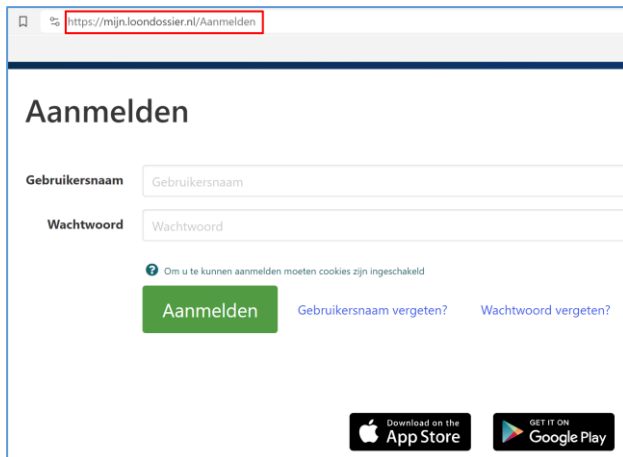 https://mijn.loondossier.nl/Aanmelden
Aanmelden
Gebruikersnaam Gebruikersnaam
Wachtwoord Wachtwoord
? Om u te kunnen aanmelden moeten cookies zijn ingeschakeld
Aanmelden Gebruikersnaam vergeten? Wachtwoord vergeten?
Download on the GET IT ON
App Store Google Play